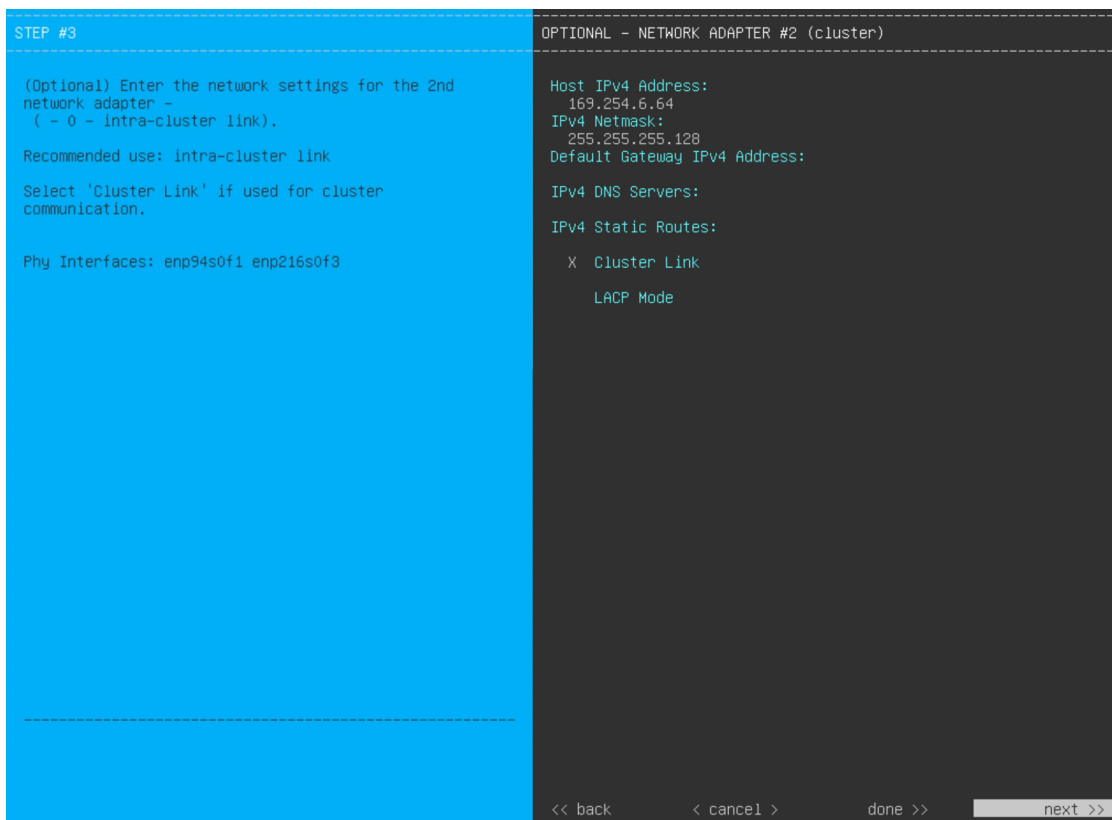 STEP #3
(Optional) Enter the network settings for the 2nd
network adapter -
( - 0 - intra-cluster link).
Recommended use: intra-cluster link
Select 'Cluster Link' if used for cluster
communication.
Phy Interfaces: enp94s0f1 enp216s0f3
OPTIONAL - NETWORK ADAPTER #2 (cluster)
Host IPv4 Address:
169.254.6.64
IPv4 Netmask:
255.255.255.128
Default Gateway IPv4 Address:
IPv4 DNS Servers:
IPv4 Static Routes:
X Cluster Link
LACP Mode
<< back < cancel > done >> next >>